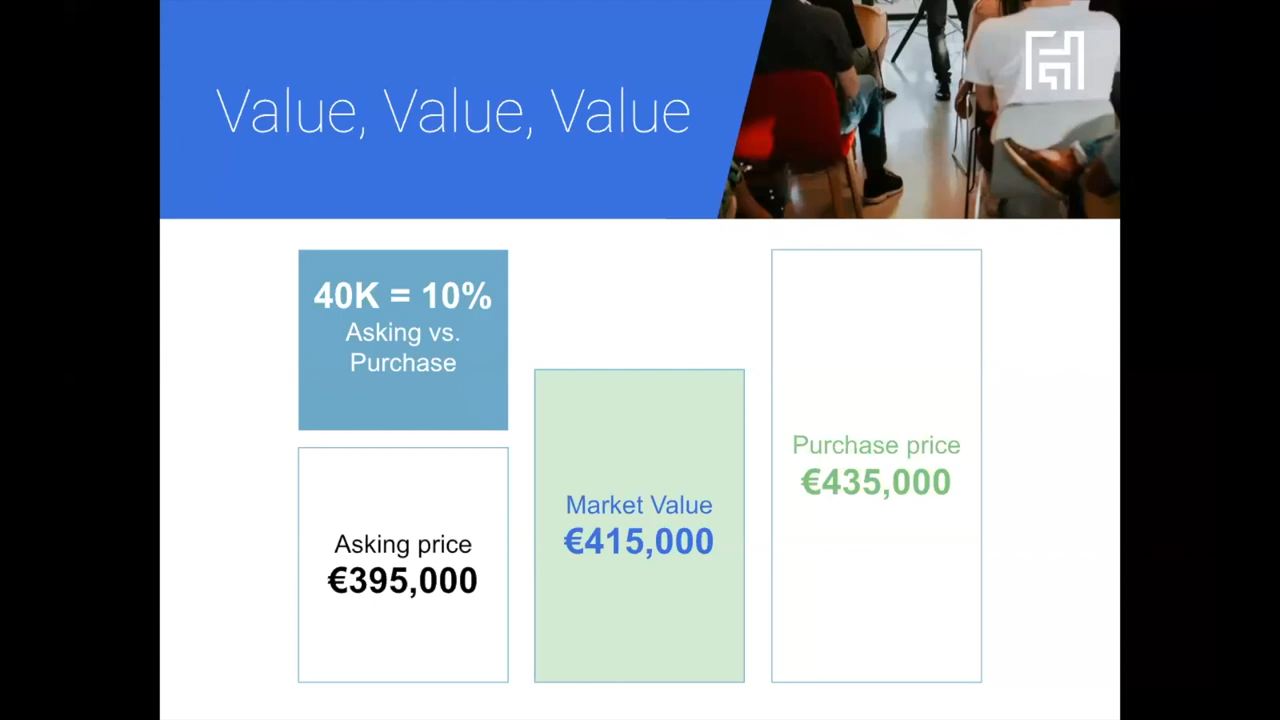 Value, Value, Value
40K = 10%
Asking vs.
Purchase
Asking price
€395,000
Market Value
€415,000
Purchase price
€435,000